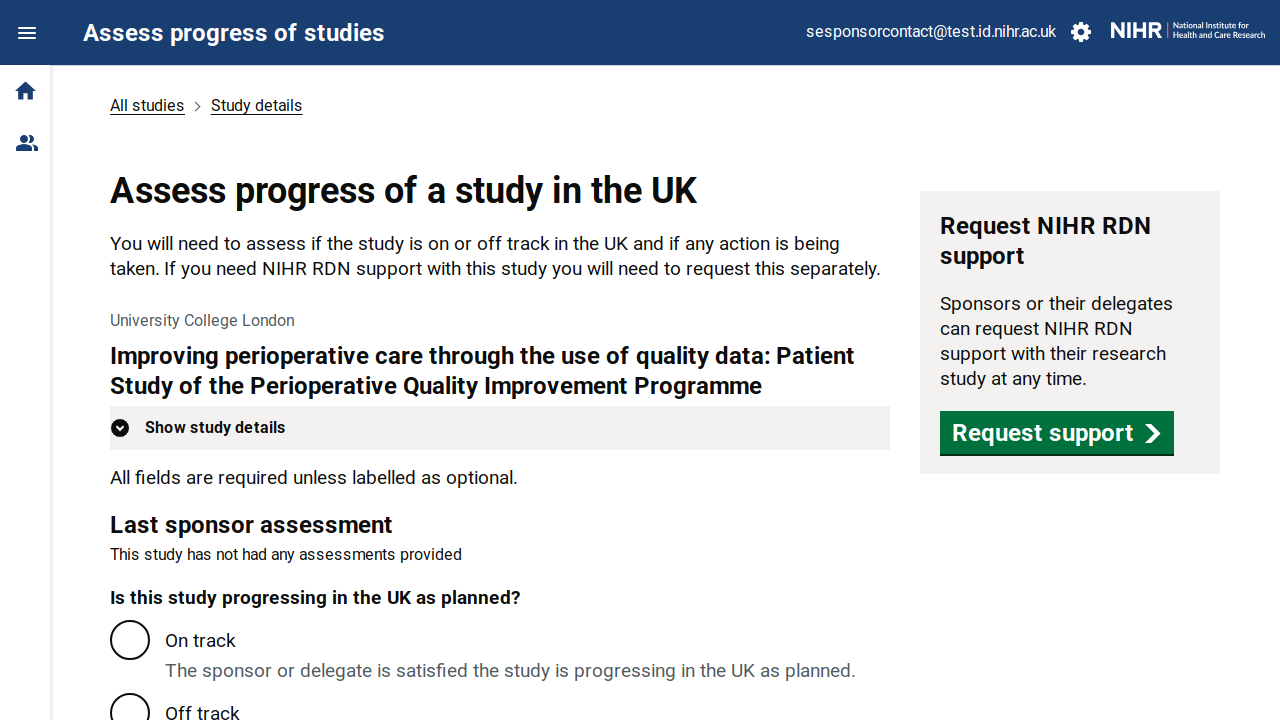 Assess progress of studies
sesponsorcontact@test.id.nihr.ac.uk
NIHR
National Institute for
Health and Care Research
All studies
Study details
Assess progress of a study in the UK
You will need to assess if the study is on or off track in the UK and if any action is being
taken. If you need NIHR RDN support with this study you will need to request this separately.
University College London
Improving perioperative care through the use of quality data: Patient
Study of the Perioperative Quality Improvement Programme
Show study details
All fields are required unless labelled as optional.
Last sponsor assessment
This study has not had any assessments provided
Is this study progressing in the UK as planned?
On track
The sponsor or delegate is satisfied the study is progressing in the UK as planned.
Off track
Request NIHR RDN
support
Sponsors or their delegates
can request NIHR RDN
support with their research
study at any time.
Request support